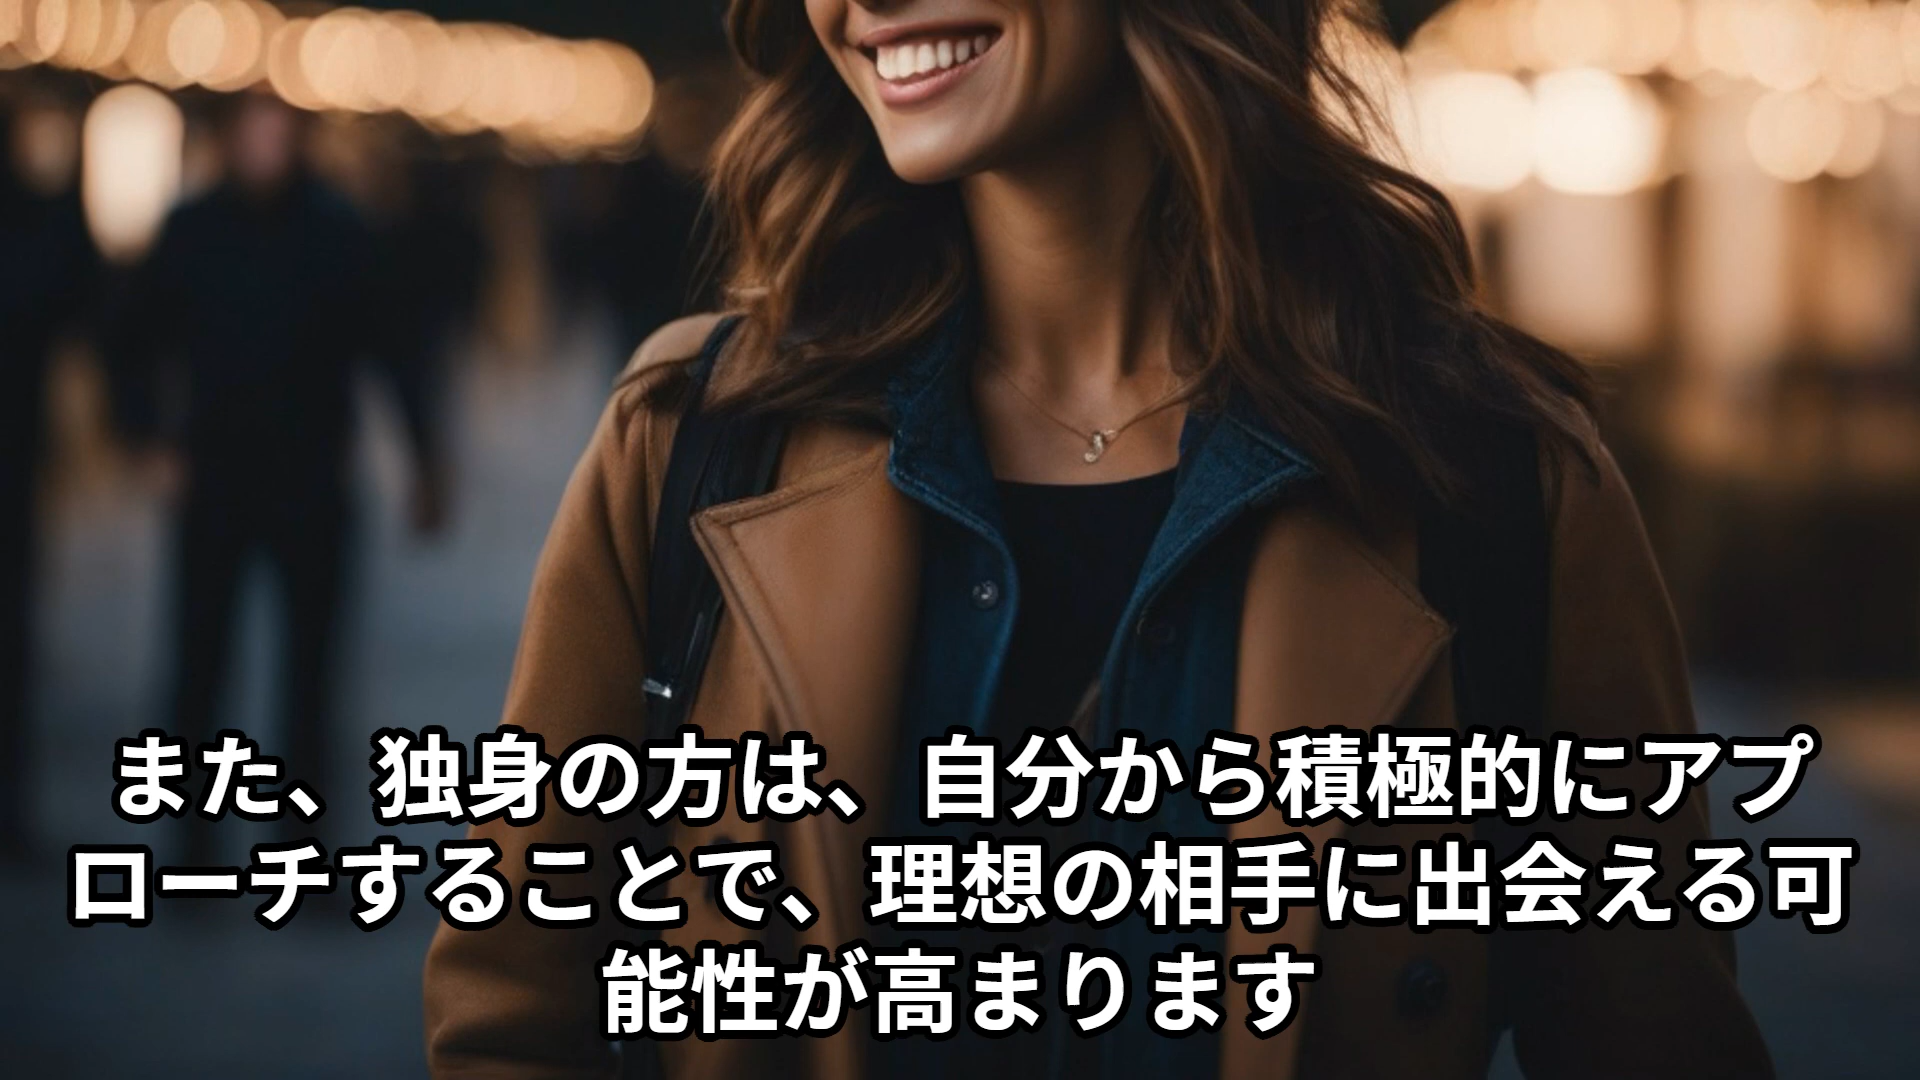 また、独身の方は、自分から積極的にアプ
ローチすることで、理想の相手に出会える可
能性が高まります